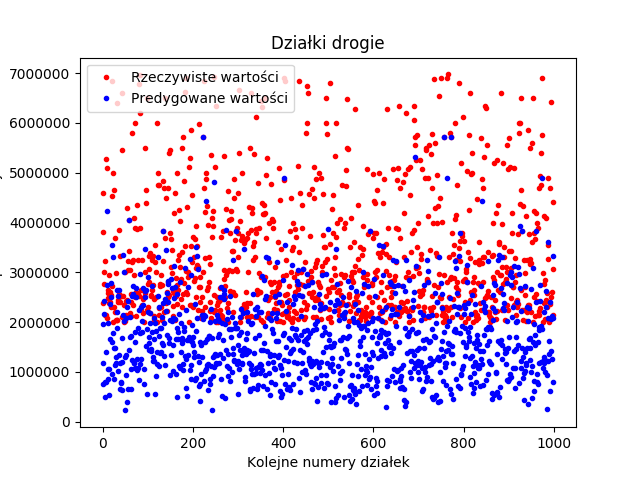 Działki drogie
Rzeczywiste wartości
Predygowane wartości
7000000
6000000
5000000
4000000
3000000
2000000
1000000
0
0 200 400 600 800 1000
Kolejne numery działek